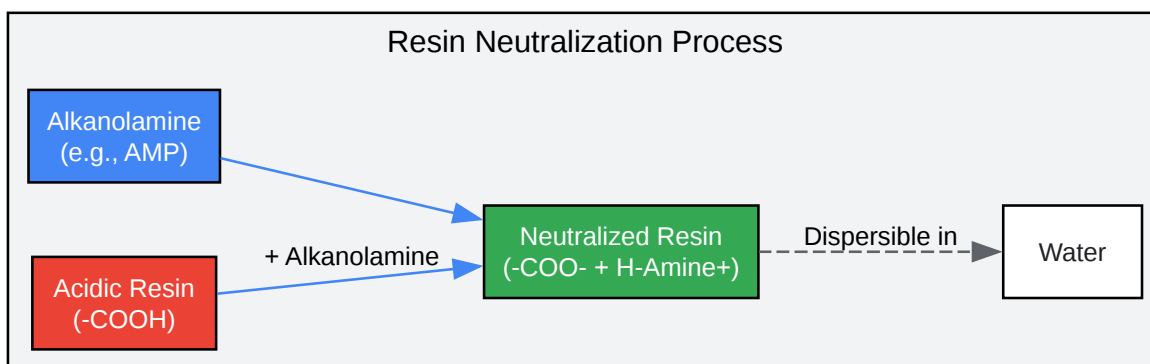 Resin Neutralization Process
Alkanolamine
(e.g., AMP)
+ Alkanolamine
Acidic Resin
(-COOH)
Neutralized Resin
(-COO- + H-Amine+)
Dispersible in
Water